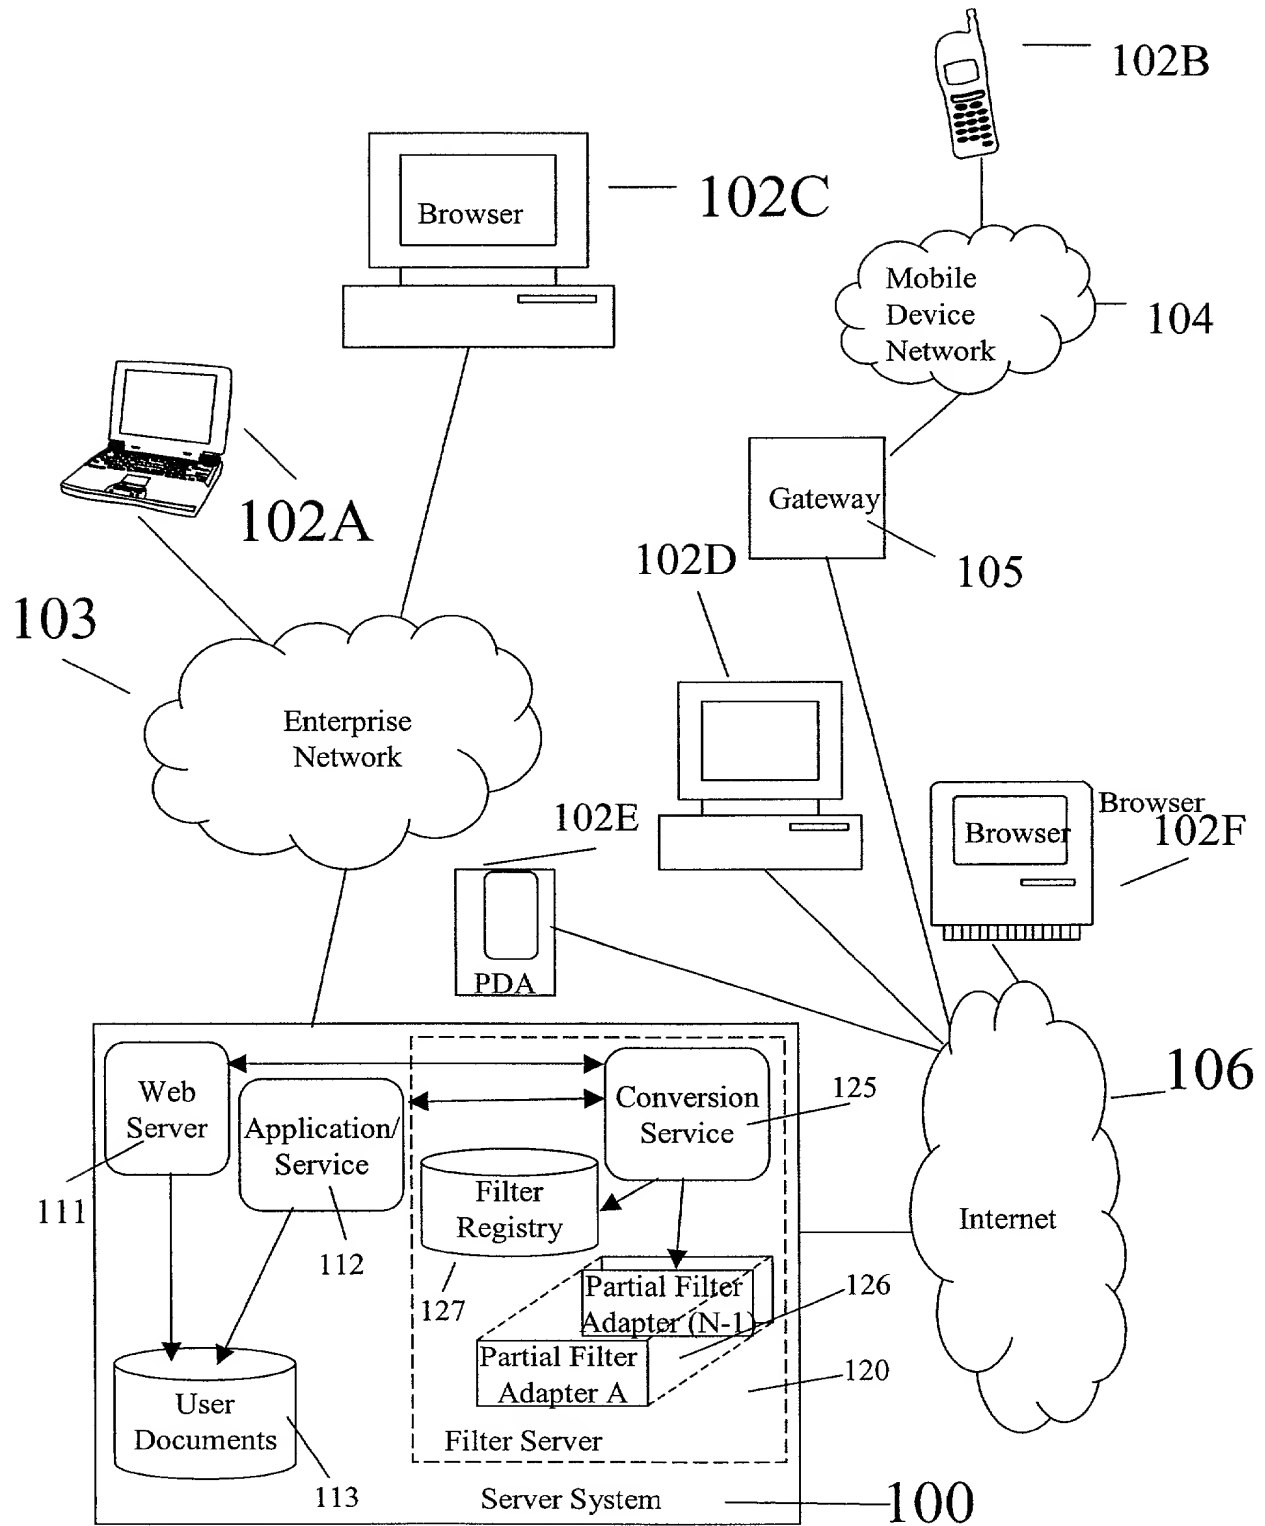 102B
Browser
102C
Mobile
Device
Network
104
102A
Gateway
105
102D
103
Enterprise
Network
102E
Browser
Browser
102F
PDA
Web
Server
111
Application/
Service
112
Conversion
Service
125
106
Filter
Registry
127
Internet
Partial Filter
Adapter (N-1)
126
Partial Filter
Adapter A
120
User
Documents
113
Filter Server
Server System
100